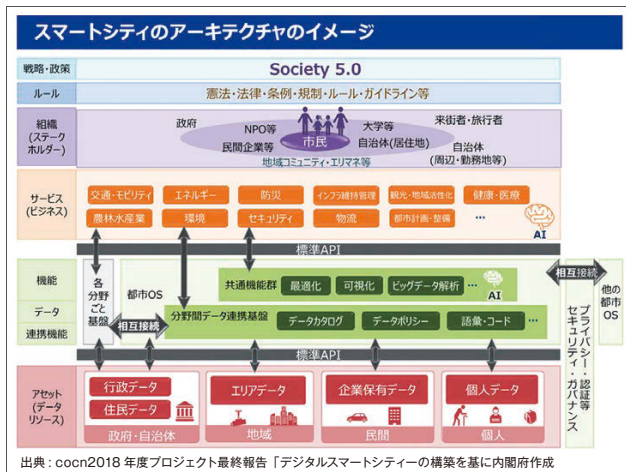 スマートシティのアーキテクチャのイメージ
戦略・政策
Society 5.0
ルール
憲法・法律・条例・規制・ルール・ガイドライン等
組織
(ステーク
ホルダー)
政府
NPO等
民間企業等
市民
大学等
自治体(居住地)
来街者・旅行者
自治体
(周辺・勤務地等)
地域コミュニティ・エリマネ等
サービス
(ビジネス)
交通・モビリティ
エネルギー
防災
インフラ維持管理
観光・地域活性化
健康・医療
農林水産業
環境
セキュリティ
物流
都市計画・整備
…
AI
標準API
機能
データ
連携機能
各分野ごと基盤
都市OS
相互接続
共通機能群
最適化
可視化
ビッグデータ解析
…
AI
分野間データ連携基盤
データカタログ
データポリシー
語彙・コード
…
相互接続
他の都市OS
プライバシー・認証等
セキュリティ・ガバナンス
標準API
アセット
(データ
リソース)
行政データ
住民データ
政府・自治体
エリアデータ
地域
企業保有データ
民間
個人データ
個人
出典:cocn2018年度プロジェクト最終報告「デジタルスマートシティーの構築を基に内閣府作成